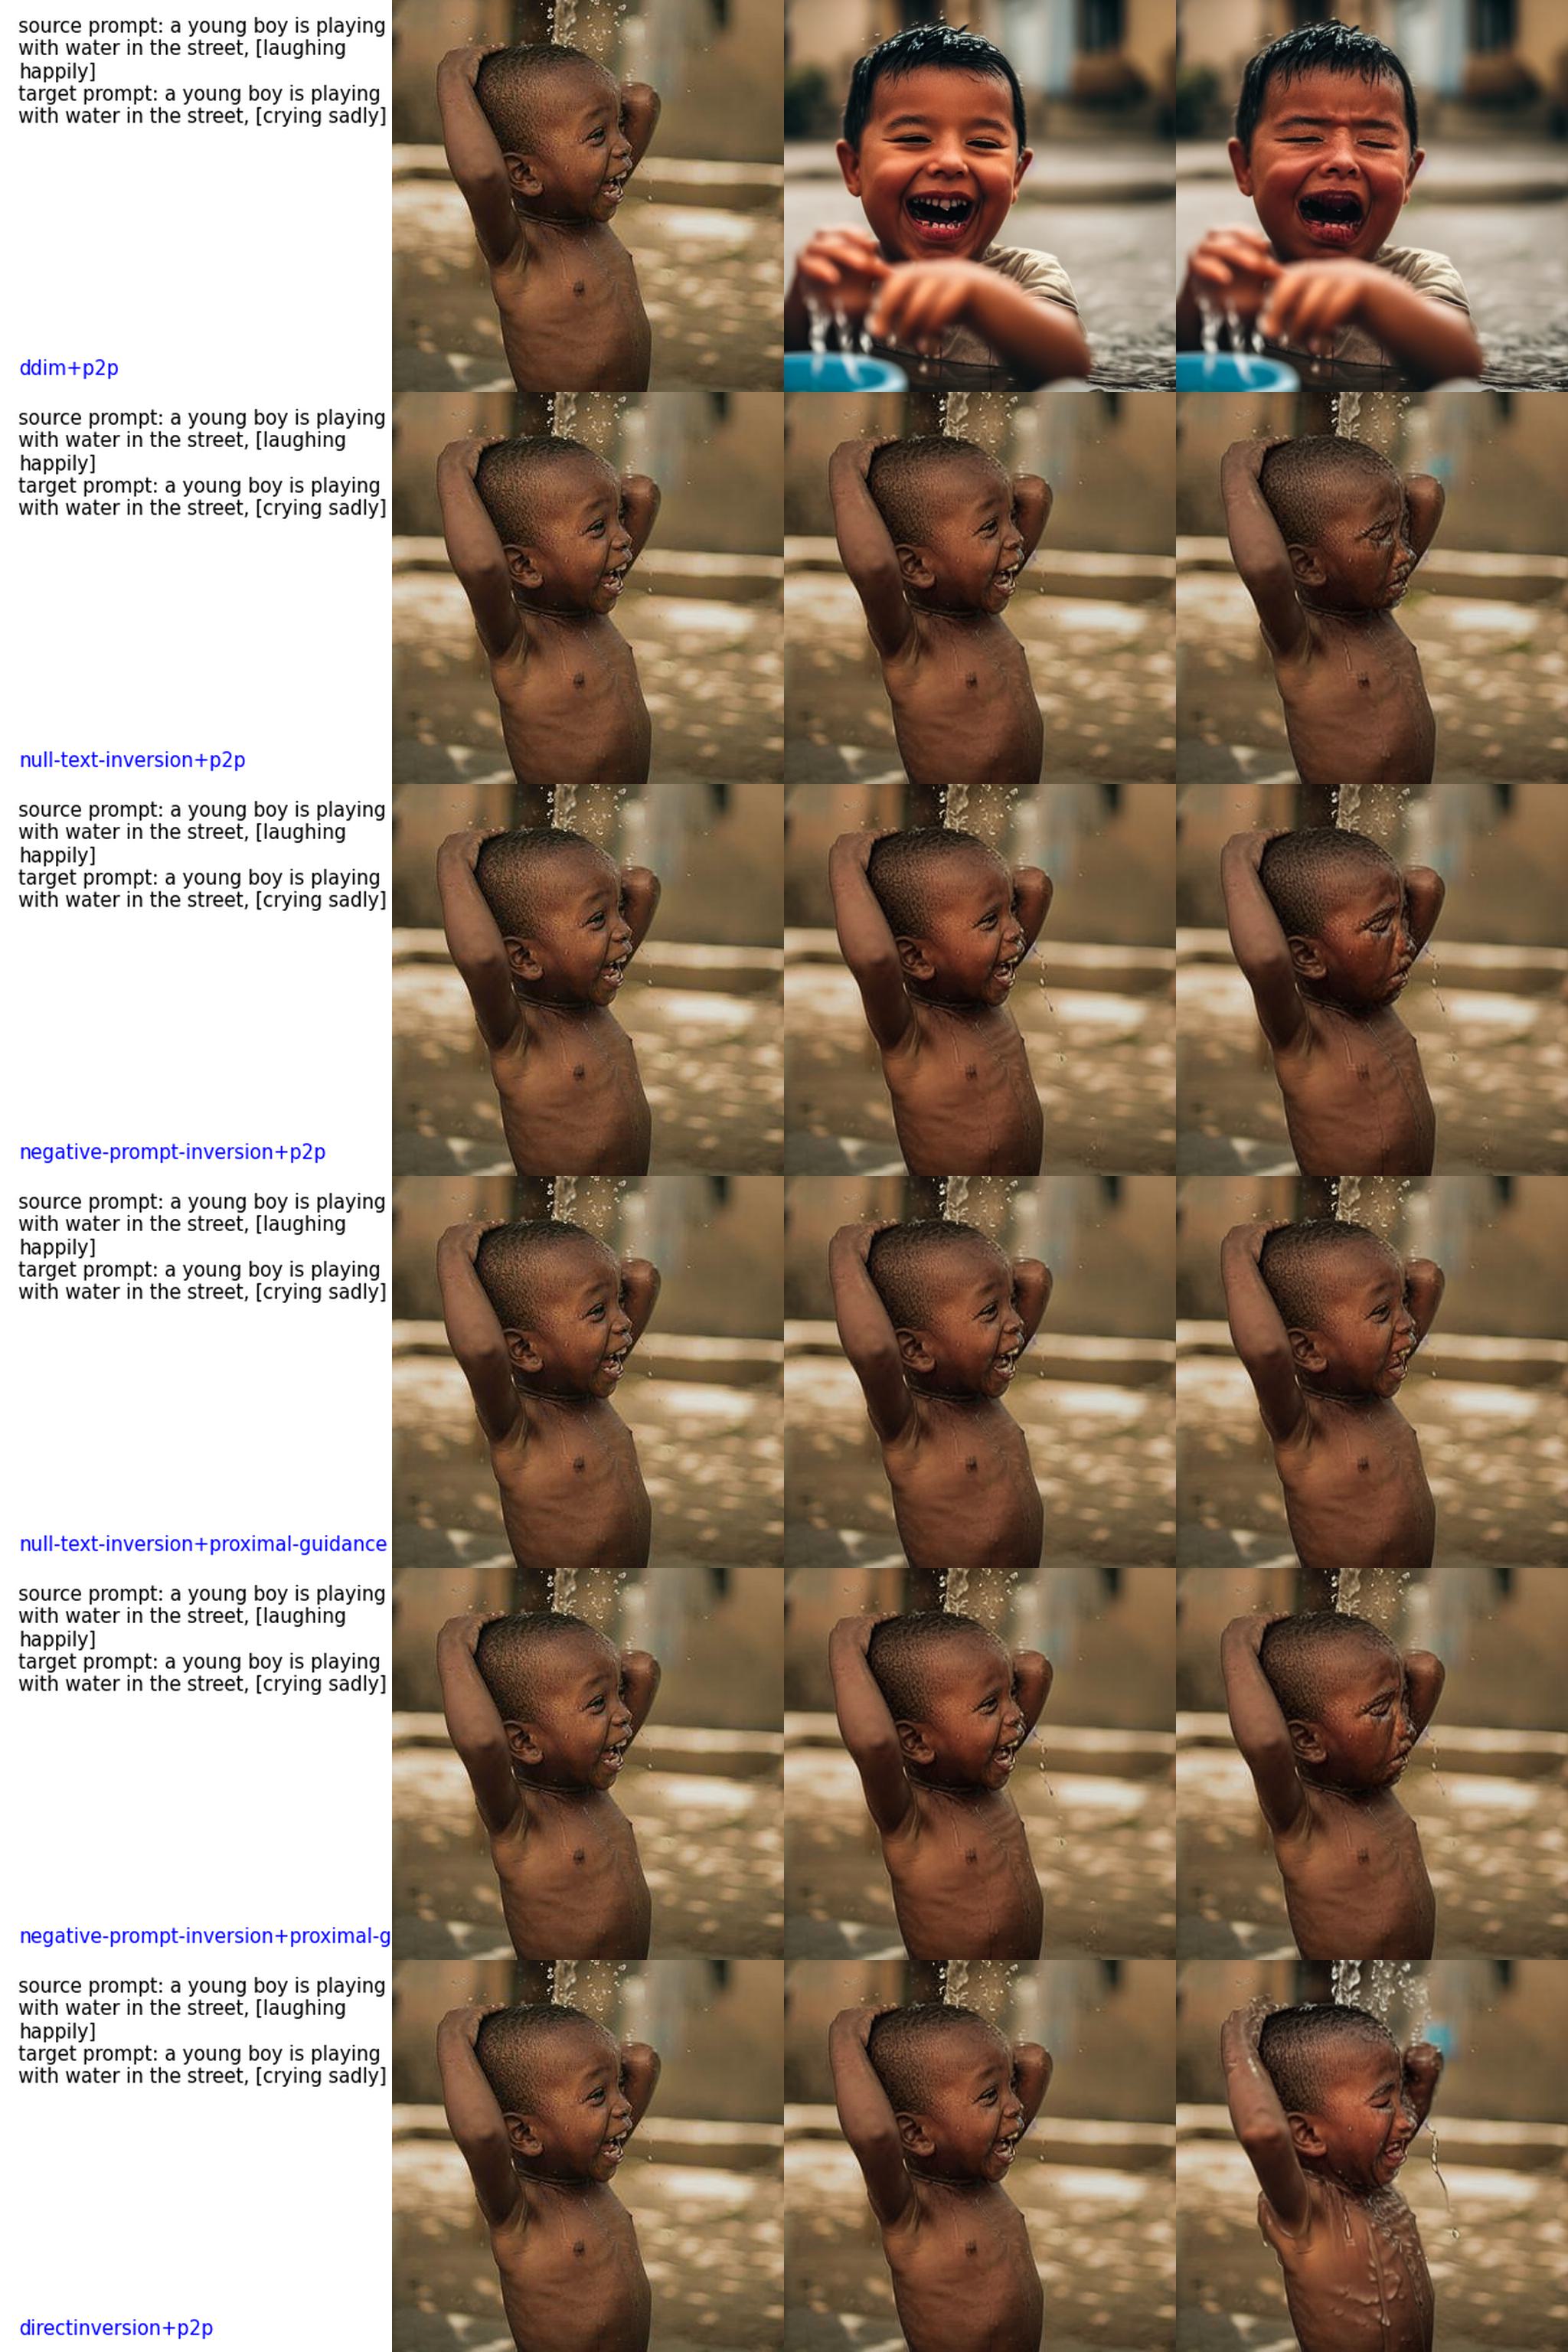 source prompt: a young boy is playing
with water in the street, [laughing
happily]
target prompt: a young boy is playing
with water in the street, [crying sadly]
ddim+p2p
source prompt: a young boy is playing
with water in the street, [laughing
happily]
target prompt: a young boy is playing
with water in the street, [crying sadly]
null-text-inversion+p2p
source prompt: a young boy is playing
with water in the street, [laughing
happily]
target prompt: a young boy is playing
with water in the street, [crying sadly]
negative-prompt-inversion+p2p
source prompt: a young boy is playing
with water in the street, [laughing
happily]
target prompt: a young boy is playing
with water in the street, [crying sadly]
null-text-inversion+proximal-guidance
source prompt: a young boy is playing
with water in the street, [laughing
happily]
target prompt: a young boy is playing
with water in the street, [crying sadly]
negative-prompt-inversion+proximal-g
source prompt: a young boy is playing
with water in the street, [laughing
happily]
target prompt: a young boy is playing
with water in the street, [crying sadly]
directinversion+p2p